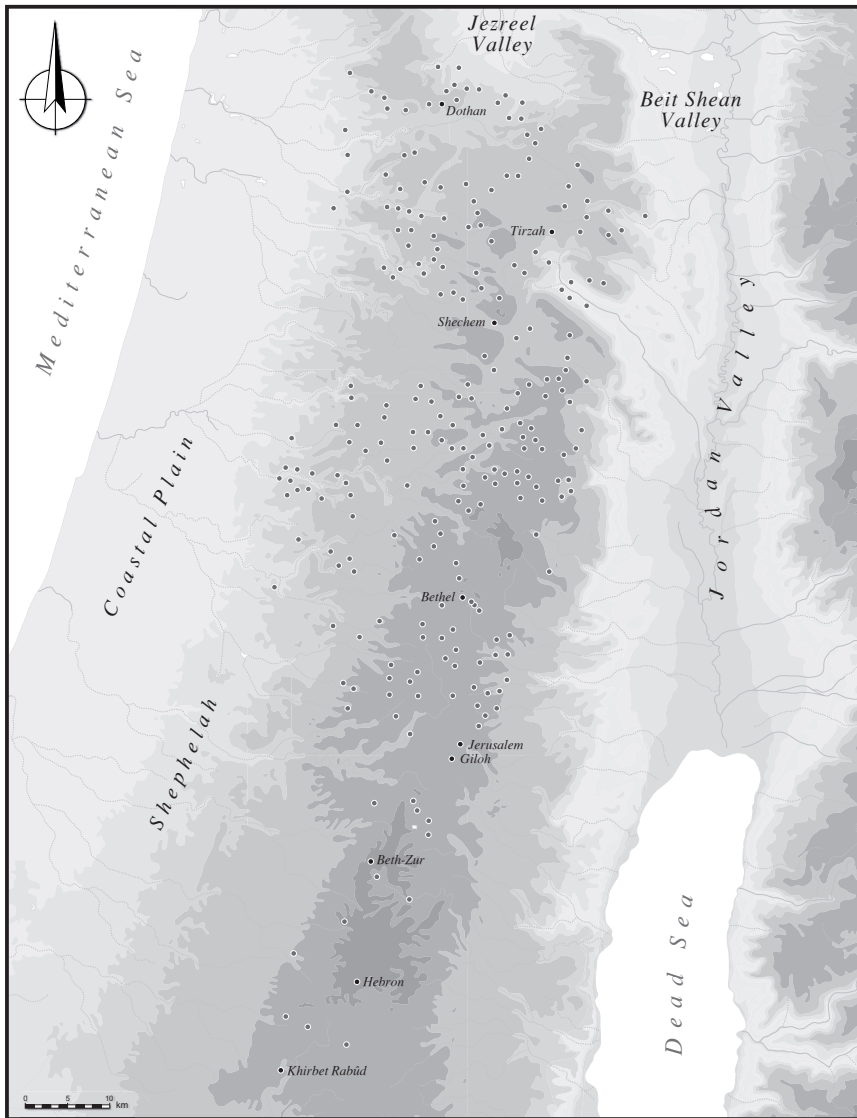 Jezreel
Valley
Mediterranean Sea
Beit Shean
Valley
Dothan
Tirzah
Jordan Valley
Shechem
Coastal Plain
Bethel
Shephelah
Jerusalem
Giloh
Beth-Zur
Dead Sea
Hebron
Khirbet Rabûd
0 5 10
km